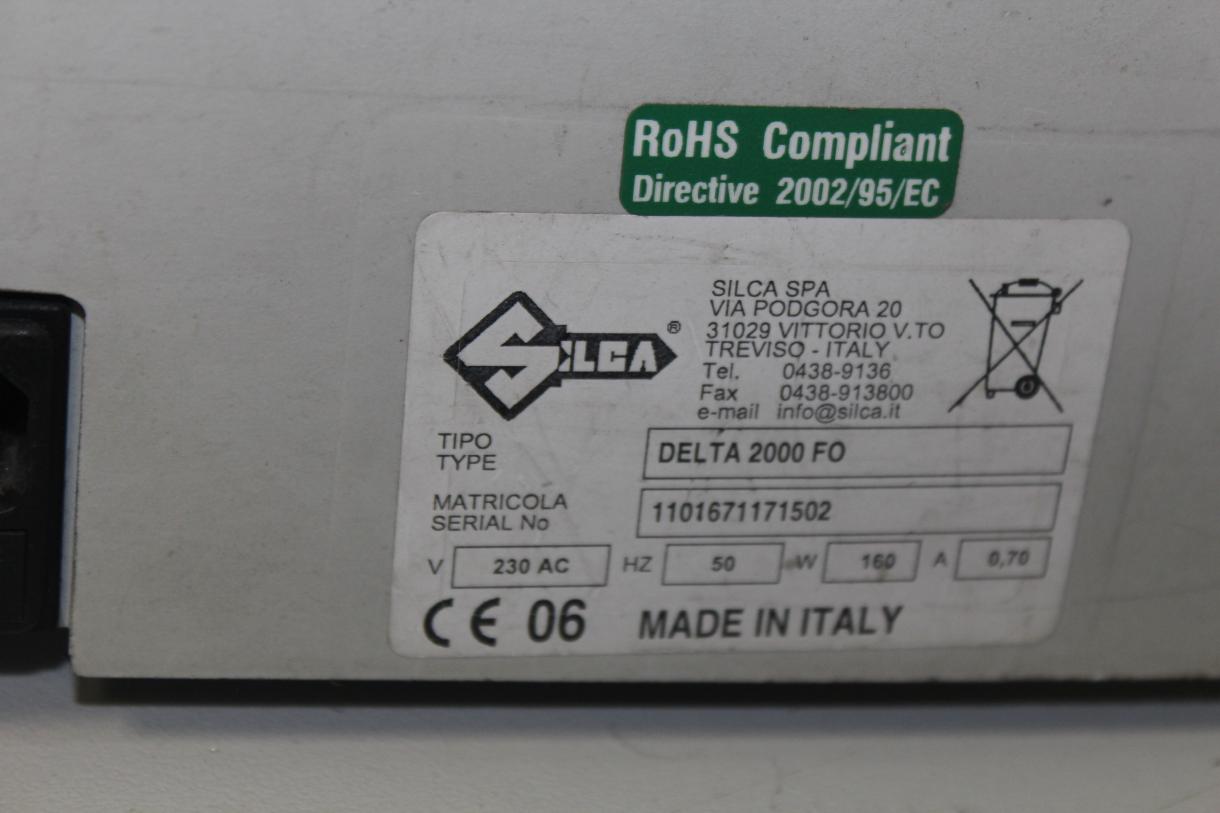 RoHS Compliant
Directive 2002/95/EC
SILCA®
SILCA SPA
VIA PODGORA 20
31029 VITTORIO V.TO
TREVISO - ITALY
Tel. 0438-9136
Fax 0438-913800
e-mail info@silca.it
TIPO
TYPE
DELTA 2000 FO
MATRICOLA
SERIAL No
1101671171502
V 230 AC HZ 50 W 160 A 0,70
CE 06 MADE IN ITALY